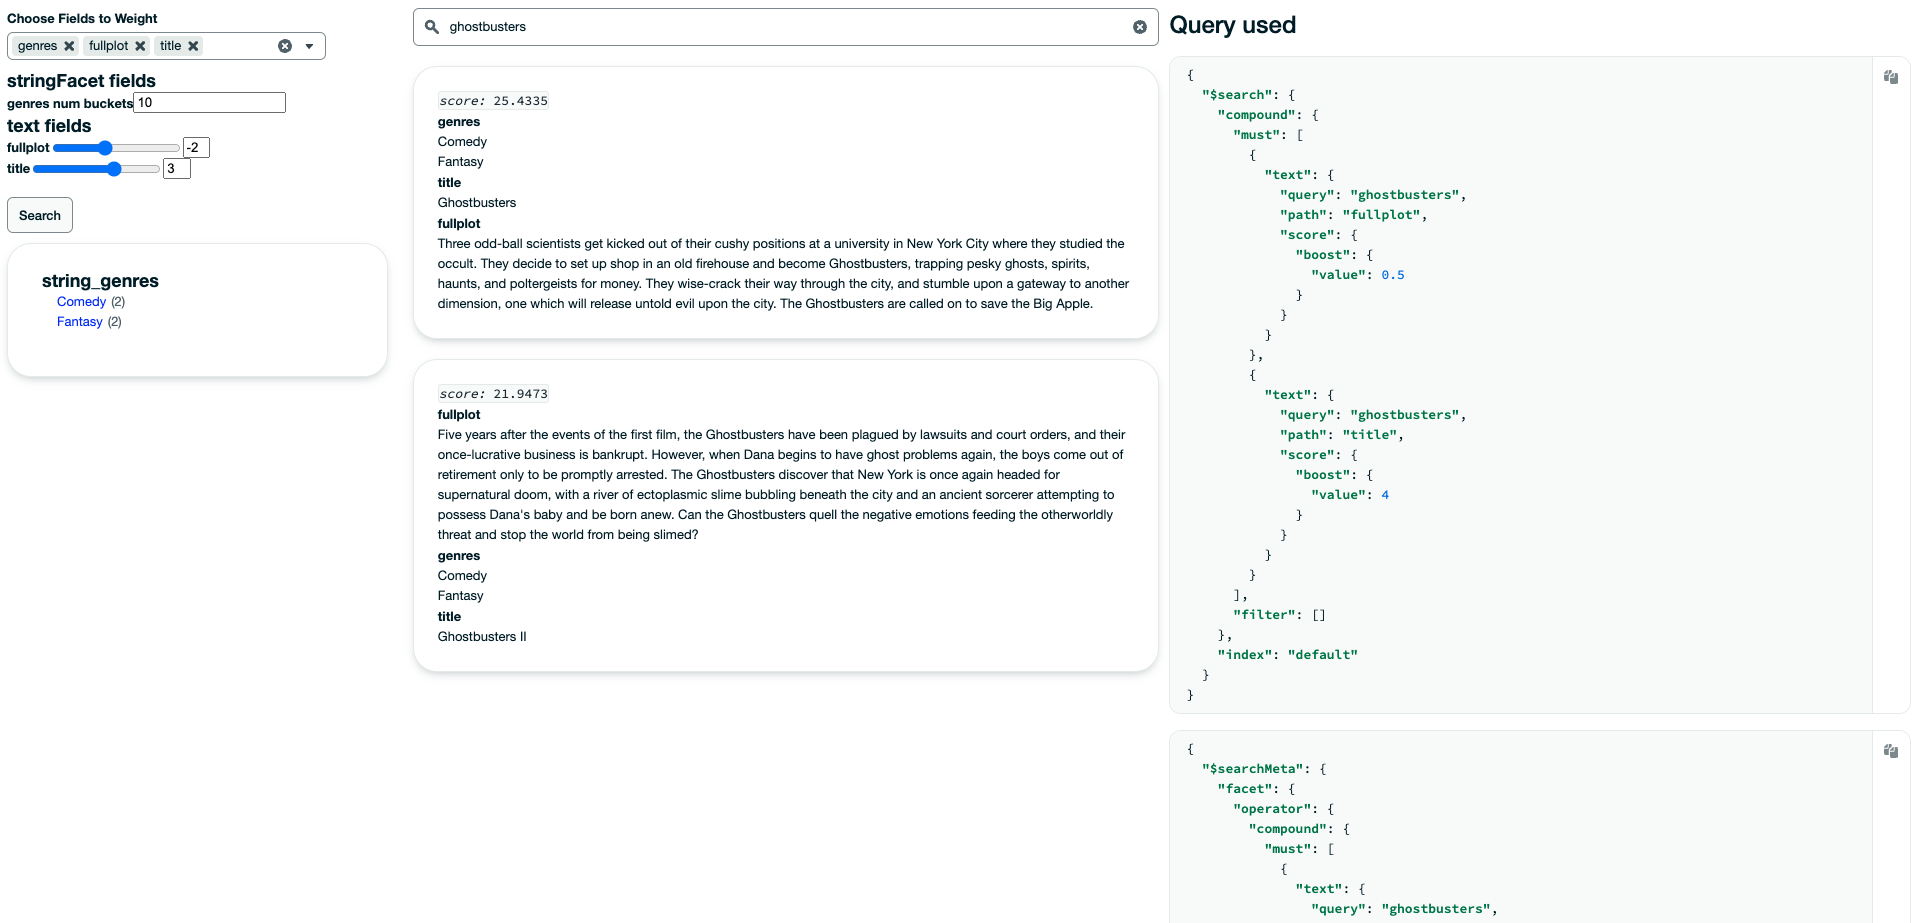 Choose Fields to Weight
genres fullplot title
stringFacet fields
genres num buckets 10
text fields
fullplot -2
title 3
Search
string_genres
Comedy (2)
Fantasy (2)
ghostbusters
score: 25.4335
genres
Comedy
Fantasy
title
Ghostbusters
fullplot
Three odd-ball scientists get kicked out of their cushy positions at a university in New York City where they studied the
occult. They decide to set up shop in an old firehouse and become Ghostbusters, trapping pesky ghosts, spirits,
haunts, and poltergeists for money. They wise-crack their way through the city, and stumble upon a gateway to another
dimension, one which will release untold evil upon the city. The Ghostbusters are called on to save the Big Apple.
score: 21.9473
fullplot
Five years after the events of the first film, the Ghostbusters have been plagued by lawsuits and court orders, and their
once-lucrative business is bankrupt. However, when Dana begins to have ghost problems again, the boys come out of
retirement only to be promptly arrested. The Ghostbusters discover that New York is once again headed for
supernatural doom, with a river of ectoplasmic slime bubbling beneath the city and an ancient sorcerer attempting to
possess Dana's baby and be born anew. Can the Ghostbusters quell the negative emotions feeding the otherworldly
threat and stop the world from being slimed?
genres
Comedy
Fantasy
title
Ghostbusters II
Query used
{
"$search": {
"compound": {
"must": [
{
"text": {
"query": "ghostbusters",
"path": "fullplot",
"score": {
"boost": {
"value": 0.5
}
}
}
},
{
"text": {
"query": "ghostbusters",
"path": "title",
"score": {
"boost": {
"value": 4
}
}
}
}
],
"filter": []
},
"index": "default"
}
}
{
"$searchMeta": {
"facet": {
"operator": {
"compound": {
"must": [
{
"text": {
"query": "ghostbusters",